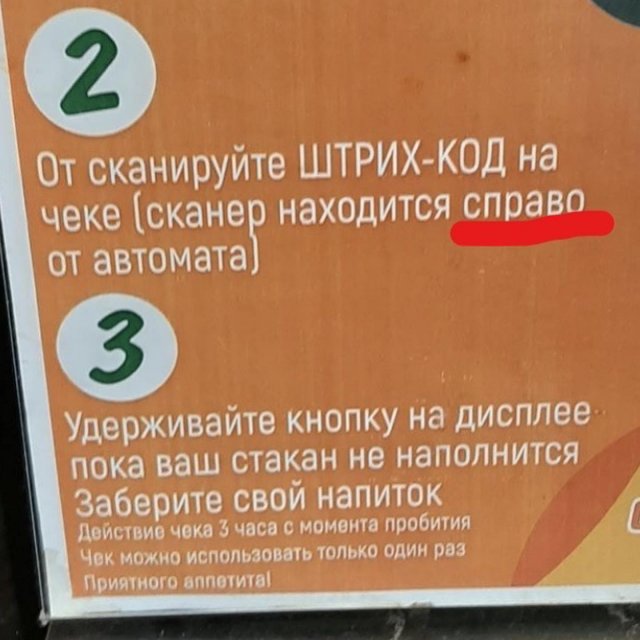 2
От сканируйте ШТРИХ-КОД на
чеке (сканер находится справо
от автомата)
3
Удерживайте кнопку на дисплее
пока ваш стакан не наполнится
Заберите свой напиток
Действие чека 3 часа с момента пробития
Чек можно использовать только один раз
Приятного аппетита!